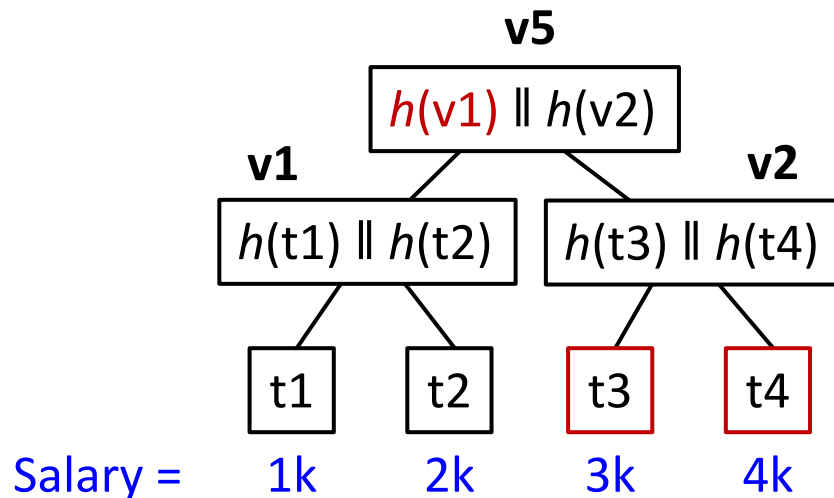 v5
h(v1) ǁ h(v2)
v1 v2
h(t1) ǁ h(t2) h(t3) ǁ h(t4)
t1 t2 t3 t4
Salary = 1k 2k 3k 4k